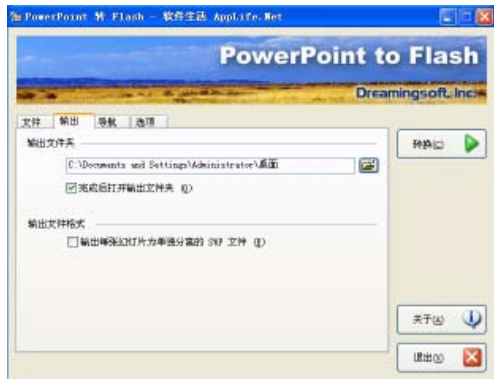 PowerPoint 转 Flash - 软件生活 AppLife.Net
PowerPoint to Flash
Dreamingsoft, Inc.
文件 输出 导航 选项
输出文件夹
C:\Documents and Settings\Administrator\桌面
完成后打开输出文件夹 (O)
输出文件格式
输出每张幻灯片为单独分离的 SWF 文件
转换(C)
关于(A)
退出(X)